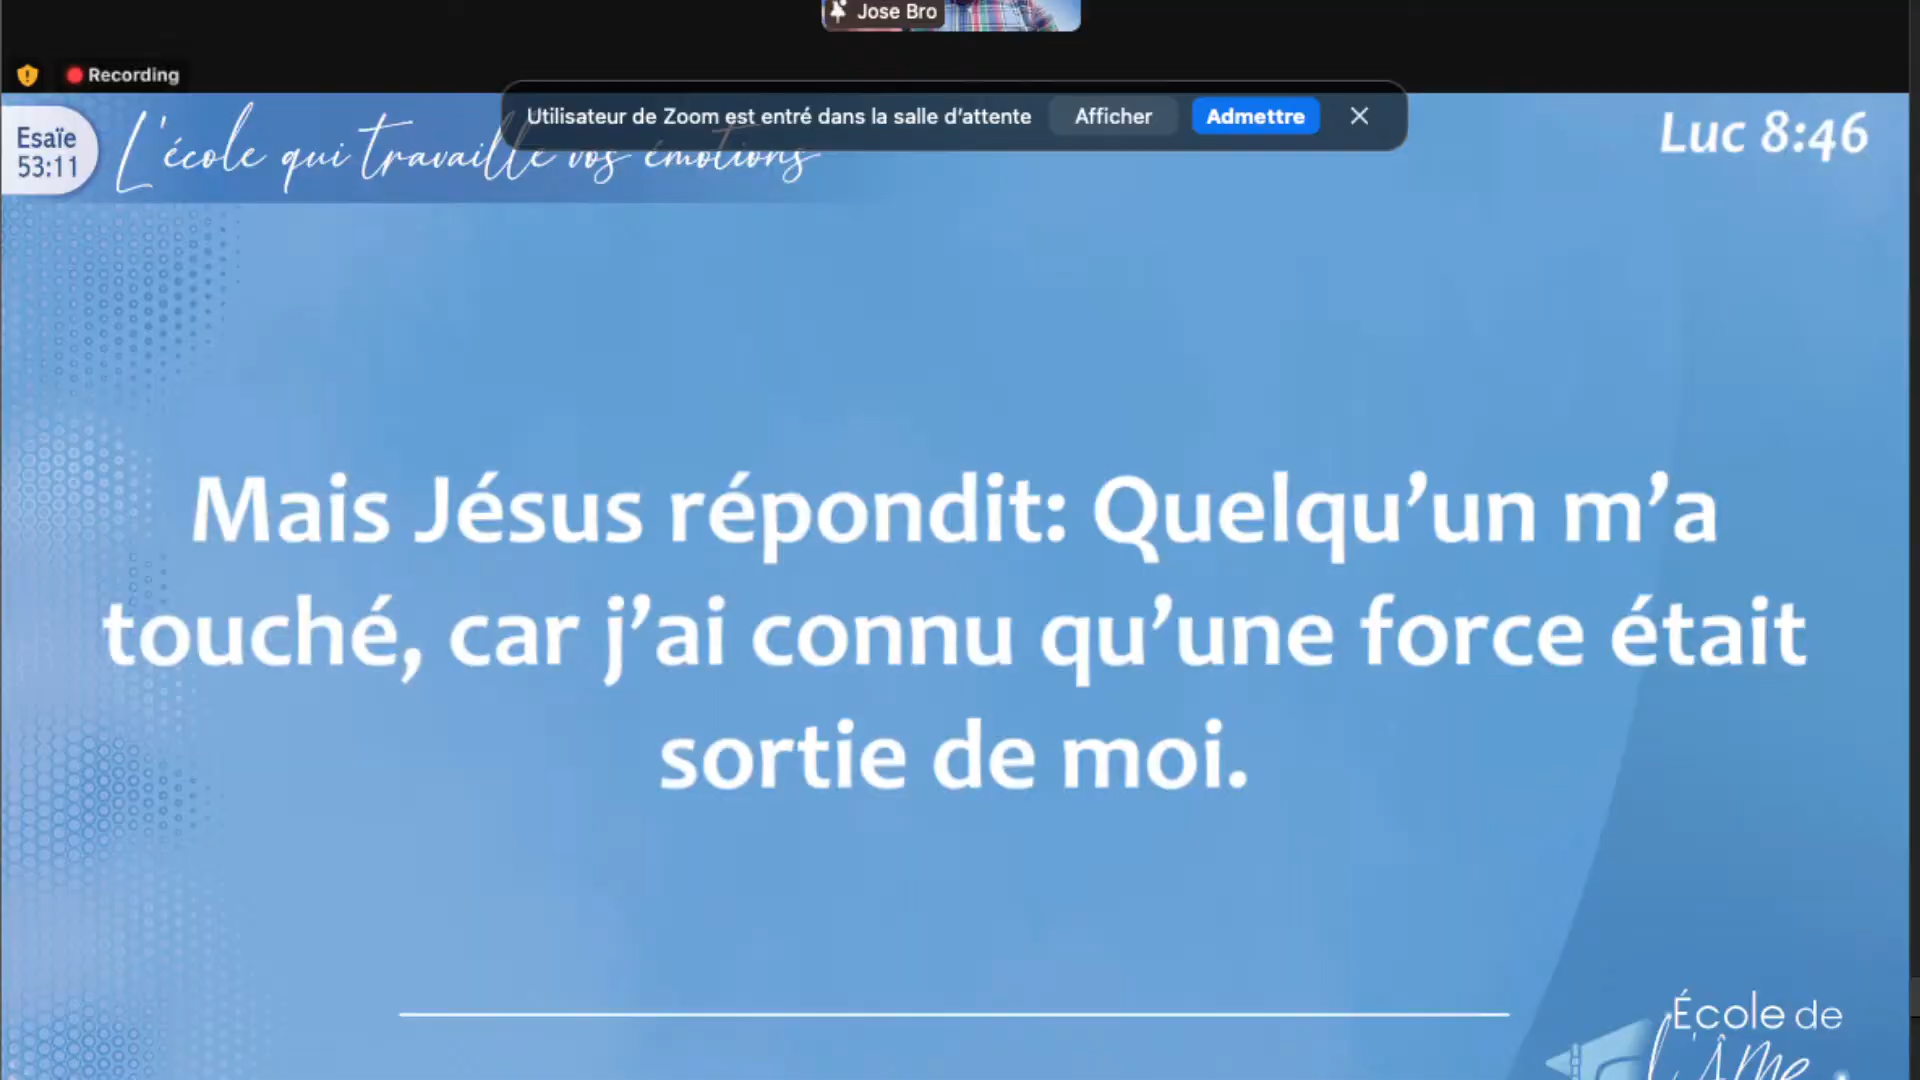 Jose Bro
Recording
Utilisateur de Zoom est entré dans la salle d'attente Afficher Admettre
Esaïe
53:11
L'école qui travaille vos émotions
Luc 8:46
Mais Jésus répondit: Quelqu’un m’a
touché, car j’ai connu qu’une force était
sortie de moi.
École de
l'Âme